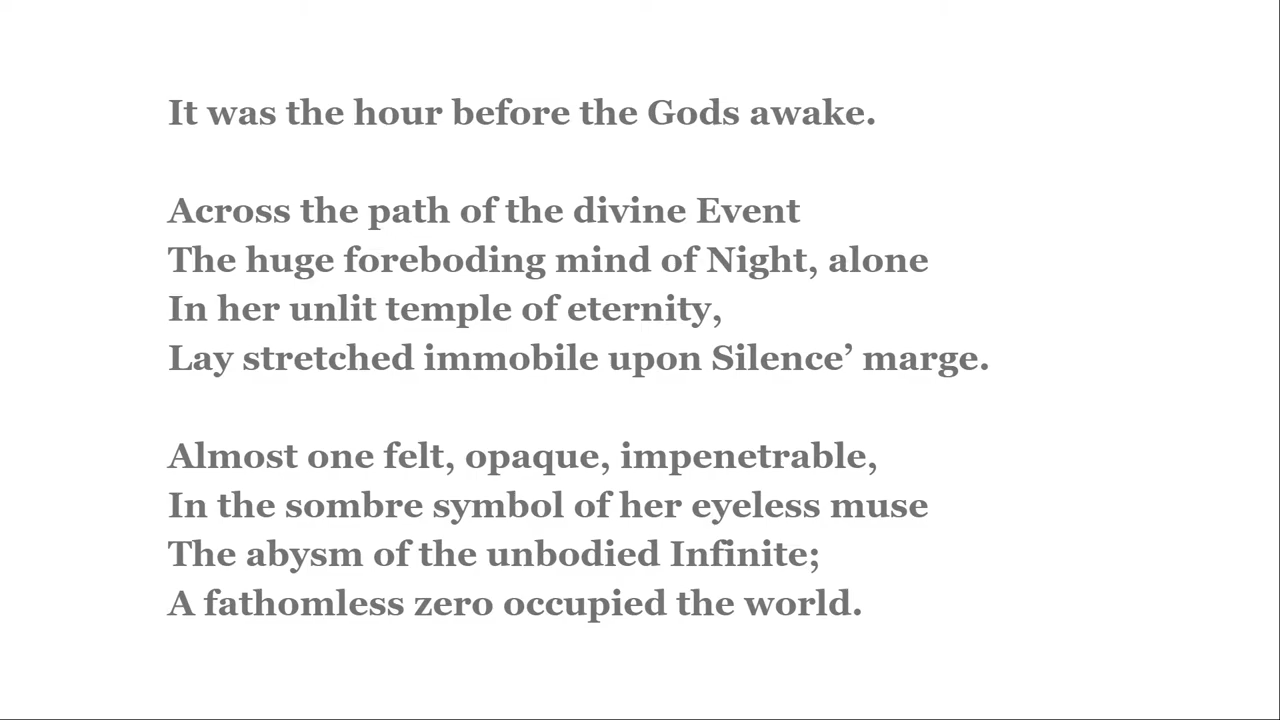 It was the hour before the Gods awake.
Across the path of the divine Event
The huge foreboding mind of Night, alone
In her unlit temple of eternity,
Lay stretched immobile upon Silence’ marge.
Almost one felt, opaque, impenetrable,
In the sombre symbol of her eyeless muse
The abysm of the unbodied Infinite;
A fathomless zero occupied the world.